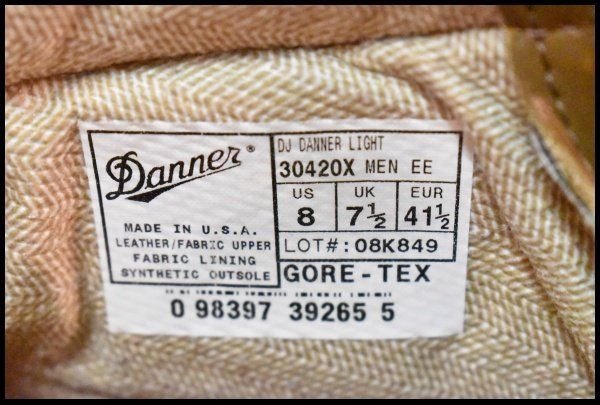 Danner®
MADE IN U.S.A.
LEATHER/FABRIC UPPER
FABRIC LINING
SYNTHETIC OUTSOLE
DJ DANNER LIGHT
30420X MEN EE
US UK EUR
8 7½ 41½
LOT#: 08K849
GORE-TEX
0 98397 39265 5